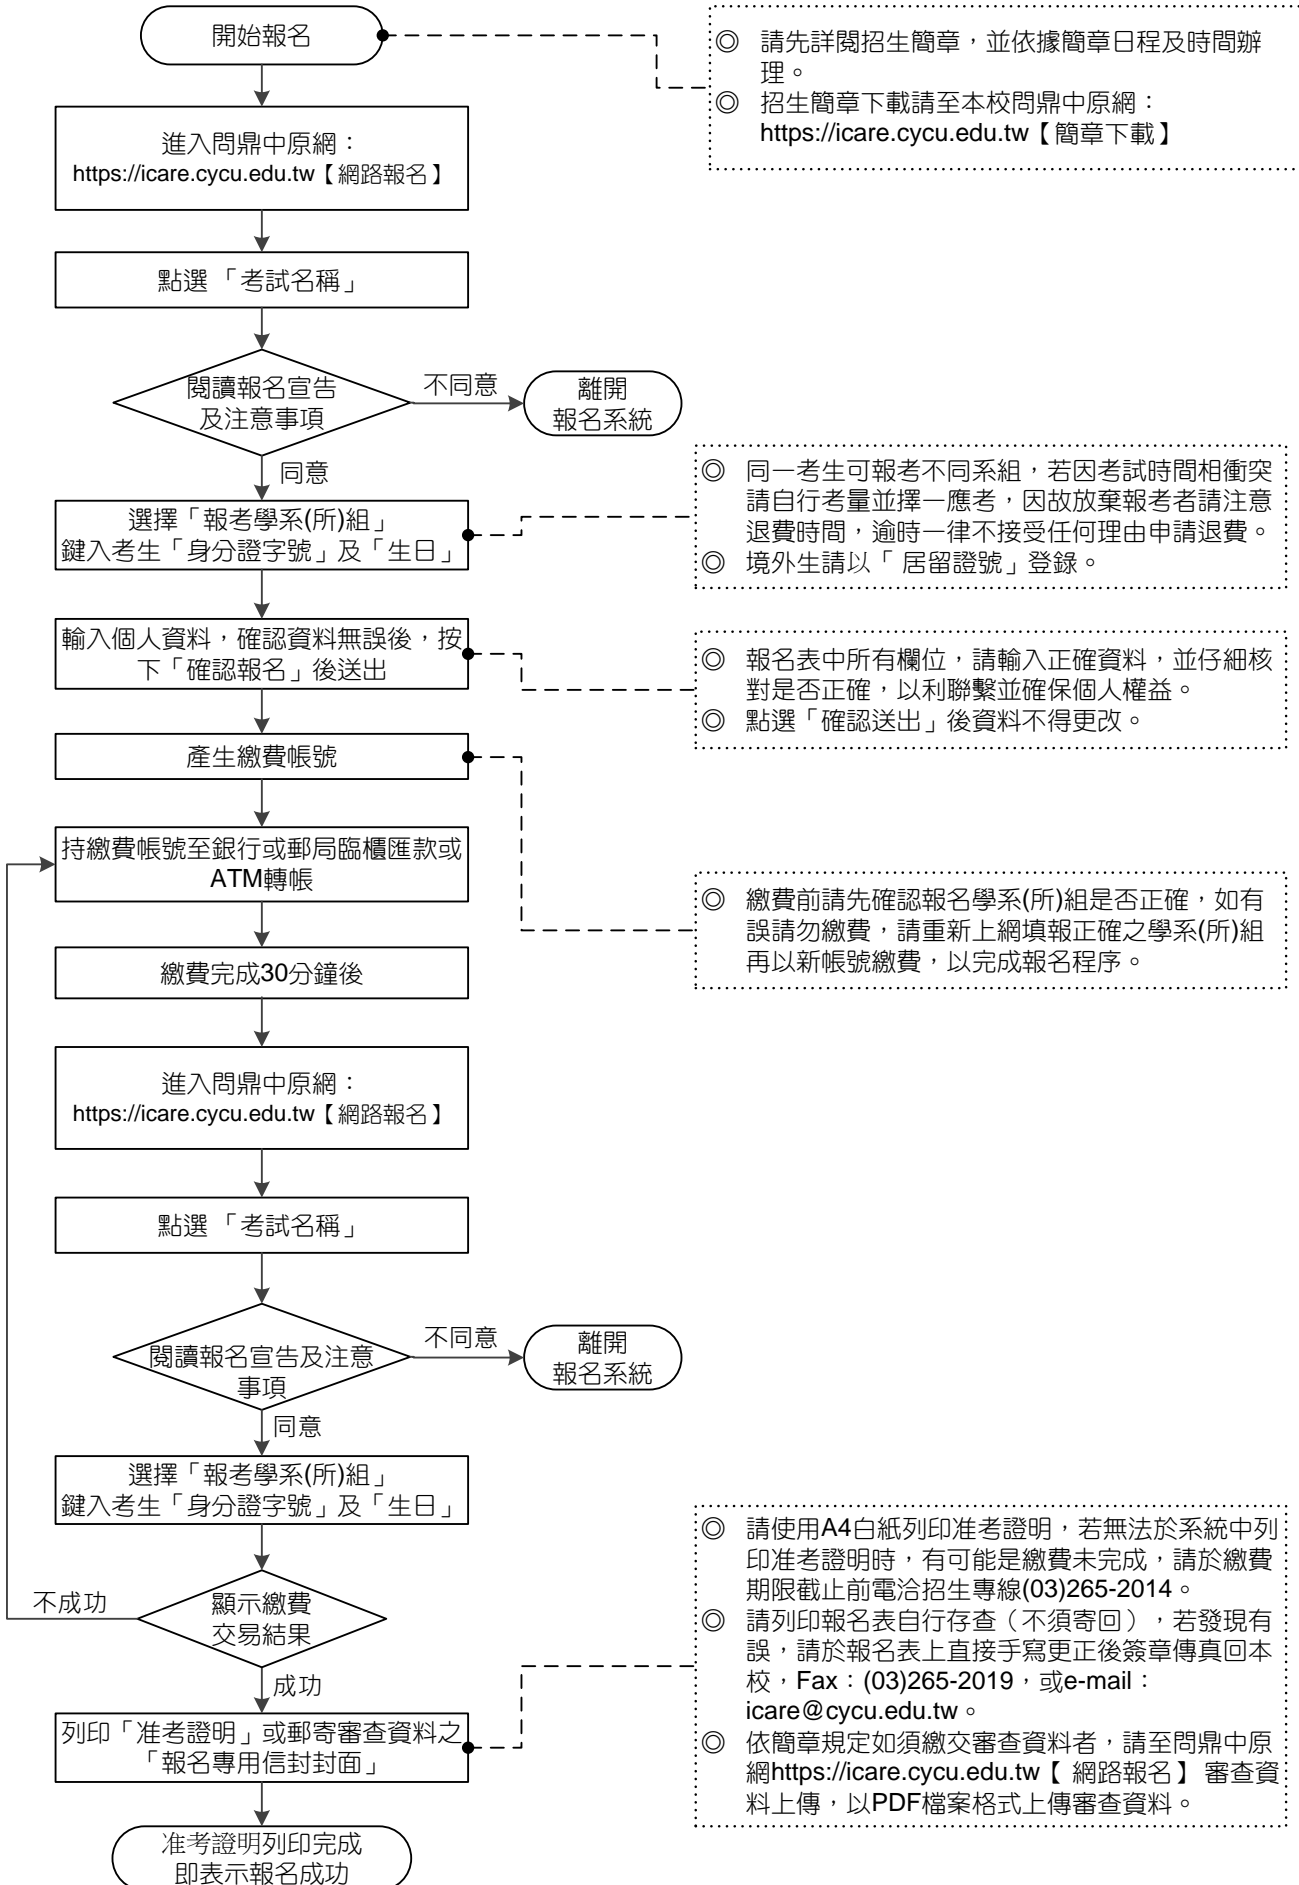 開始報名
◎ 請先詳閱招生簡章，並依據簡章日程及時間辦
理。
◎ 招生簡章下載請至本校問鼎中原網：
https://icare.cycu.edu.tw【簡章下載】
進入問鼎中原網：
https://icare.cycu.edu.tw【網路報名】
點選「考試名稱」
閱讀報名宣告
及注意事項
不同意
離開
報名系統
同意
選擇「報考學系(所)組」
鍵入考生「身分證字號」及「生日」
◎ 同一考生可報考不同系組，若因考試時間相衝突
請自行考量並擇一應考，因故放棄報考者請注意
退費時間，逾時一律不接受任何理由申請退費。
◎ 境外生請以「 居留證號」登錄。
輸入個人資料，確認資料無誤後，按
下「確認報名」後送出
◎ 報名表中所有欄位，請輸入正確資料，並仔細核
對是否正確，以利聯繫並確保個人權益。
◎ 點選「確認送出」後資料不得更改。
產生繳費帳號
持繳費帳號至銀行或郵局臨櫃匯款或
ATM轉帳
◎ 繳費前請先確認報名學系(所)組是否正確，如有
誤請勿繳費，請重新上網填報正確之學系(所)組
再以新帳號繳費，以完成報名程序。
繳費完成30分鐘後
進入問鼎中原網：
https://icare.cycu.edu.tw【網路報名】
點選「考試名稱」
閱讀報名宣告及注意
事項
不同意
離開
報名系統
同意
選擇「報考學系(所)組」
鍵入考生「身分證字號」及「生日」
顯示繳費
交易結果
不成功
成功
列印「准考證明」或郵寄審查資料之
「報名專用信封封面」
◎ 請使用A4白紙列印准考證明，若無法於系統中列
印准考證明時，有可能是繳費未完成，請於繳費
期限截止前電洽招生專線(03)265-2014。
◎ 請列印報名表自行存查（不須寄回），若發現有
誤，請於報名表上直接手寫更正後簽章傳真回本
校，Fax：(03)265-2019，或e-mail：
icare@cycu.edu.tw。
◎ 依簡章規定如須繳交審查資料者，請至問鼎中原
網https://icare.cycu.edu.tw【 網路報名】 審查資
料上傳，以PDF檔案格式上傳審查資料。
准考證明列印完成
即表示報名成功